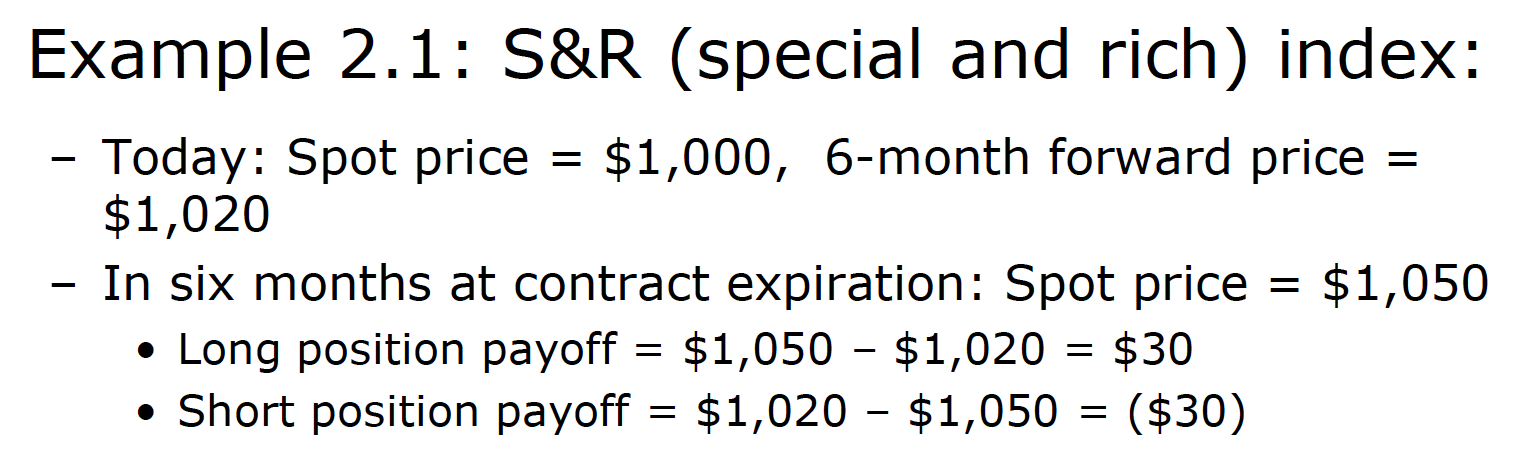 Example 2.1: S&R (special and rich) index:
– Today: Spot price = $1,000,  6-month forward price =
$1,020
– In six months at contract expiration: Spot price = $1,050
• Long position payoff = $1,050 – $1,020 = $30
• Short position payoff = $1,020 – $1,050 = ($30)